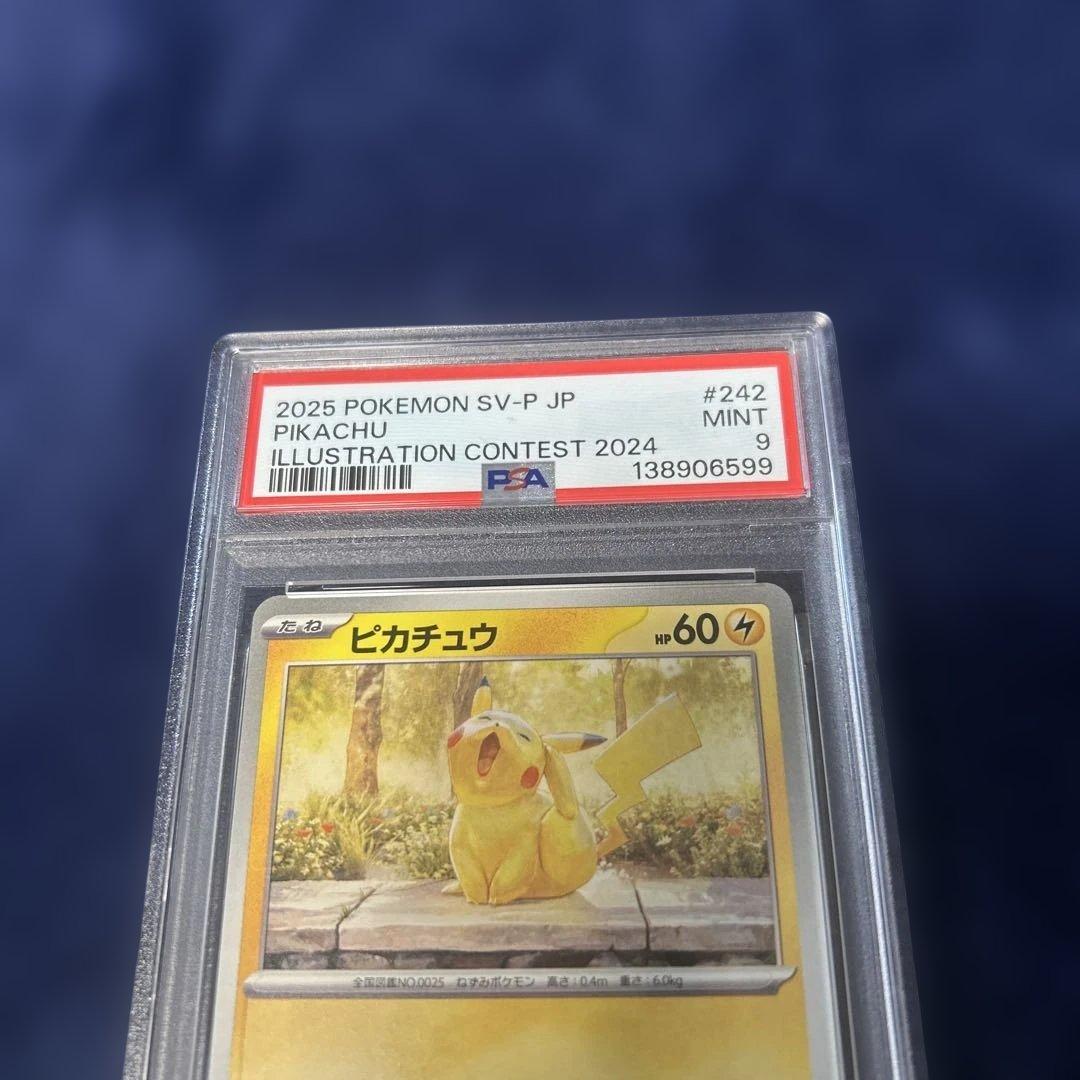 2025 POKEMON SV-P JP #242
PIKACHU MINT
ILLUSTRATION CONTEST 2024 9
PSA 138906599
たね ピカチュウ HP60
全国図鑑NO.0025 ねずみポケモン 高さ:0.4m 重さ:6.0kg